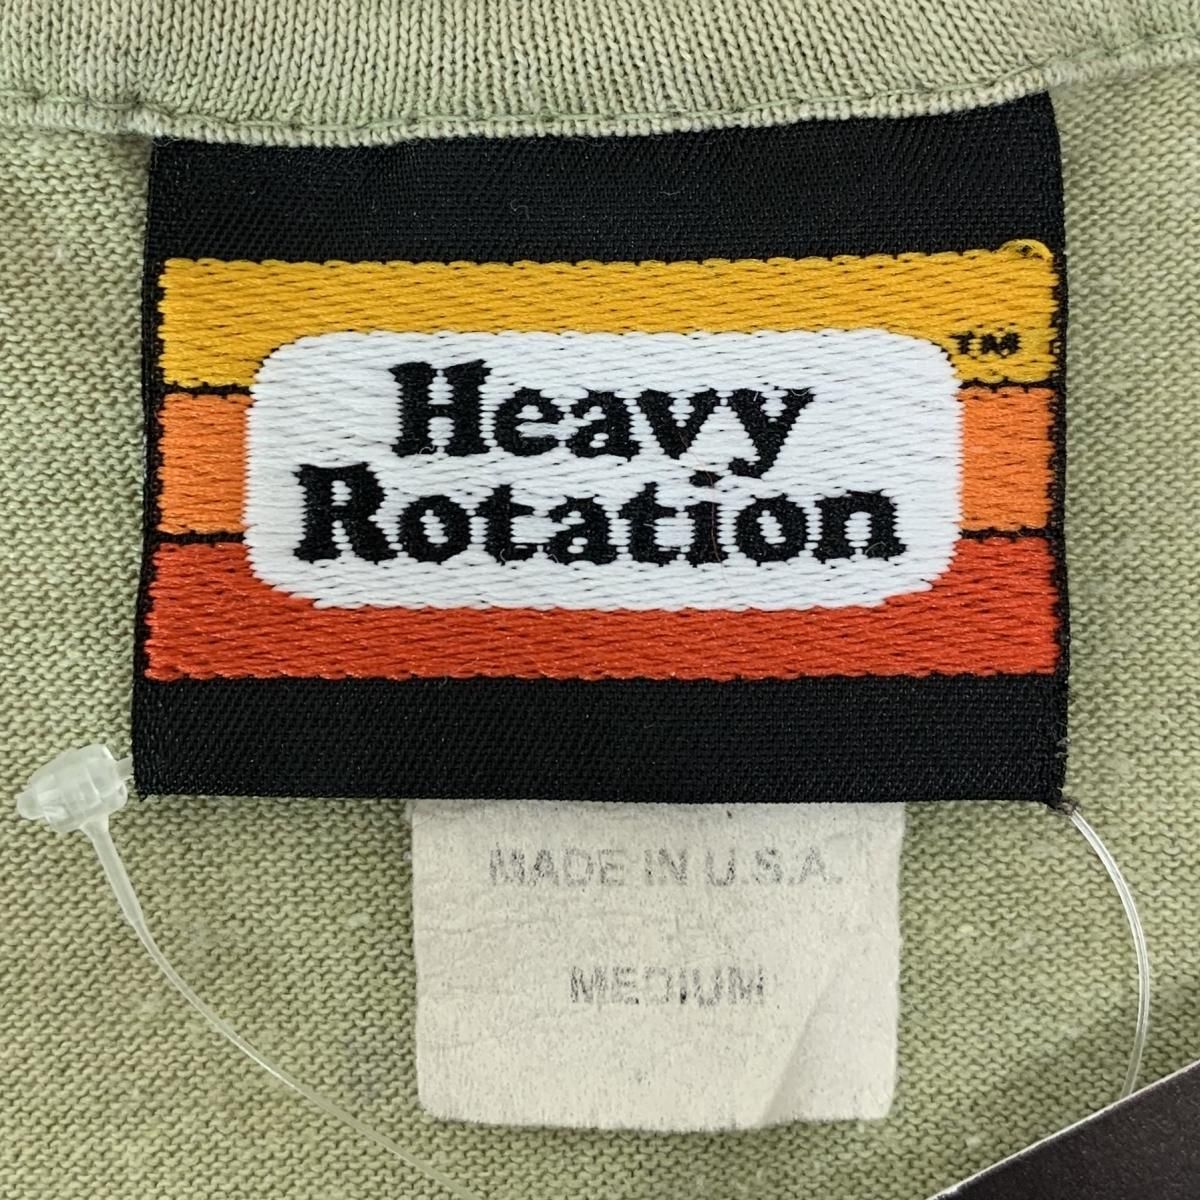 Heavy
Rotation
TM
MADE IN U.S.A.
MEDIUM